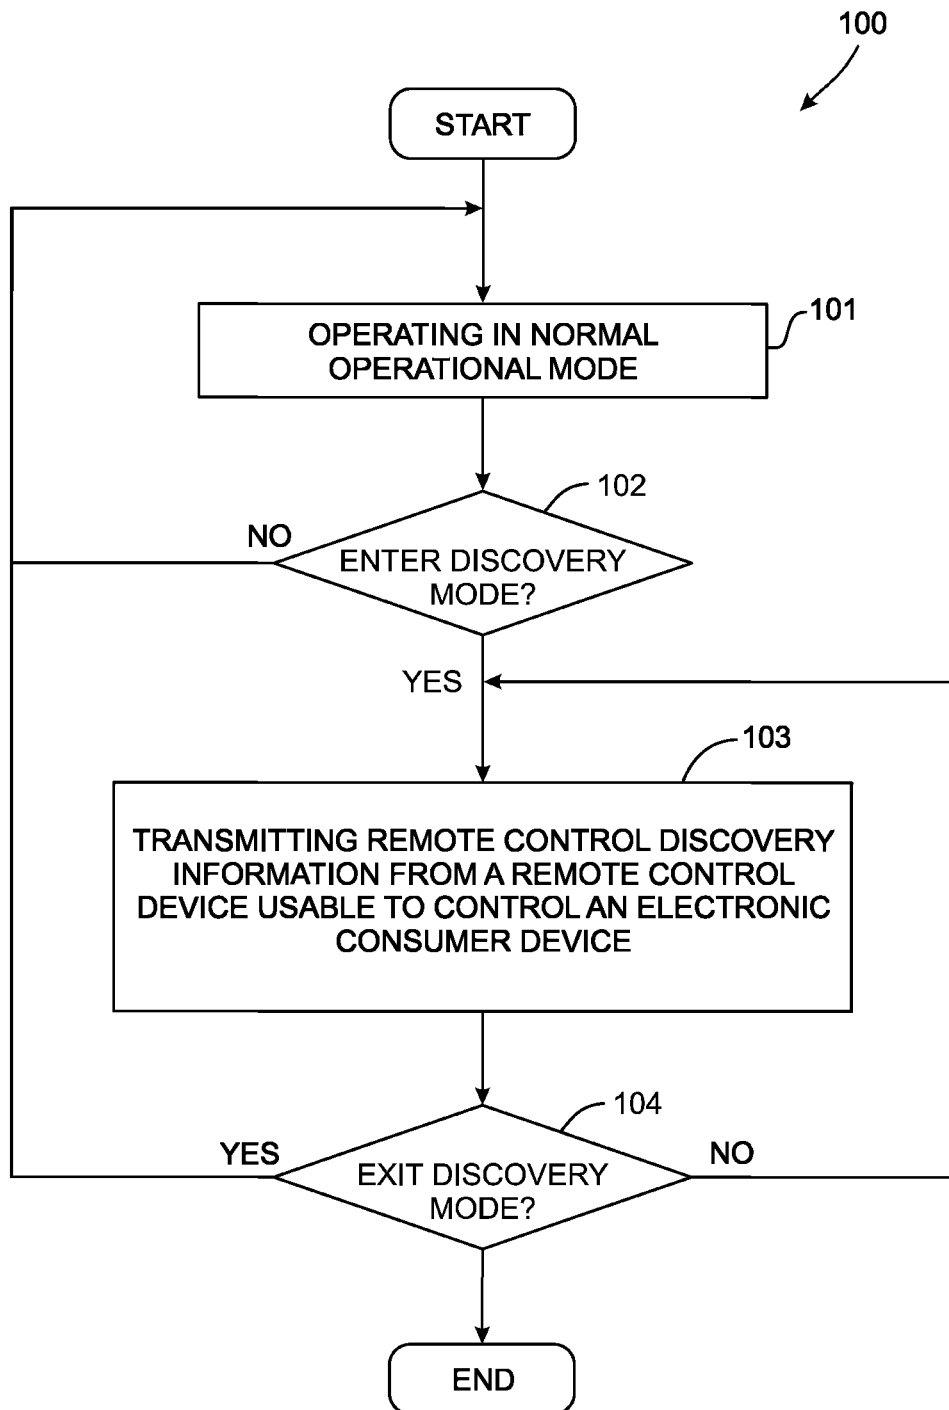 100
START
101
OPERATING IN NORMAL
OPERATIONAL MODE
102
NO
ENTER DISCOVERY
MODE?
YES
103
TRANSMITTING REMOTE CONTROL DISCOVERY
INFORMATION FROM A REMOTE CONTROL
DEVICE USABLE TO CONTROL AN ELECTRONIC
CONSUMER DEVICE
104
YES
NO
EXIT DISCOVERY
MODE?
END